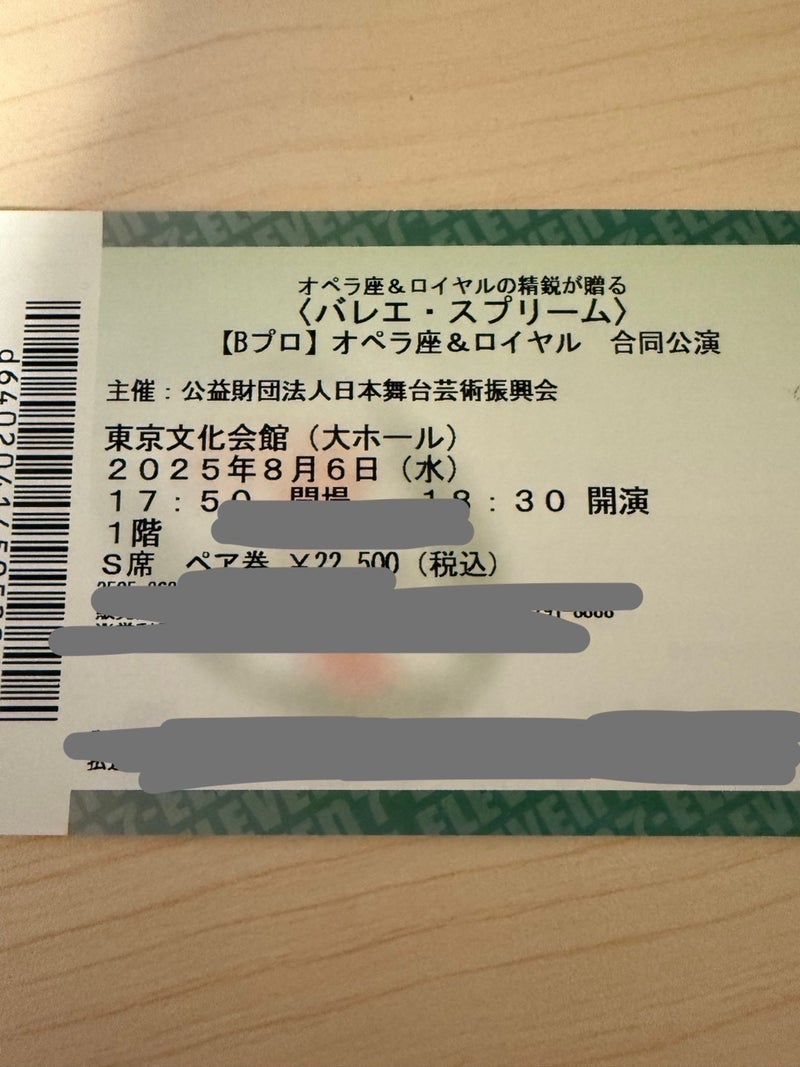 オペラ座&ロイヤルの精鋭が贈る
〈バレエ・スプリーム〉
【Bプロ】オペラ座&ロイヤル 合同公演
主催：公益財団法人日本舞台芸術振興会
東京文化会館（大ホール）
2025年8月6日（水）
17：50 開場 18：30 開演
1階
S席 ペア券 ¥22,500（税込）